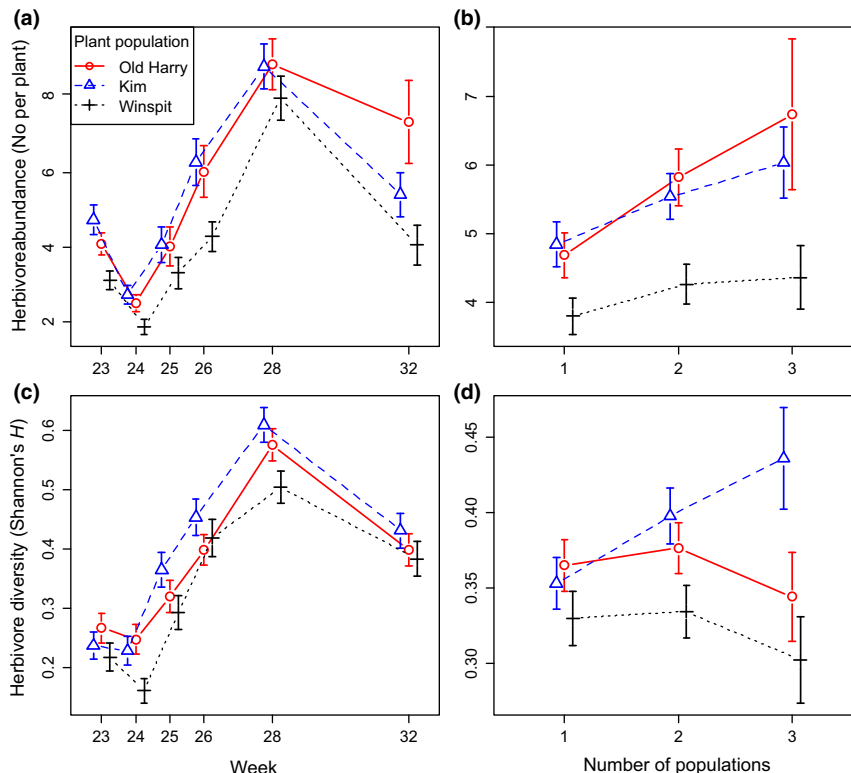 (a)
Plant population
Old Harry
Kim
Winspit
Herbivoreabundance (No per plant)
8
6
4
2
23 24 25 26 28 32
(b)
8
7
6
5
4
1 2 3
(c)
Herbivore diversity (Shannon's H)
0.6
0.5
0.4
0.3
0.2
23 24 25 26 28 32
Week
(d)
0.45
0.40
0.35
0.30
1 2 3
Number of populations